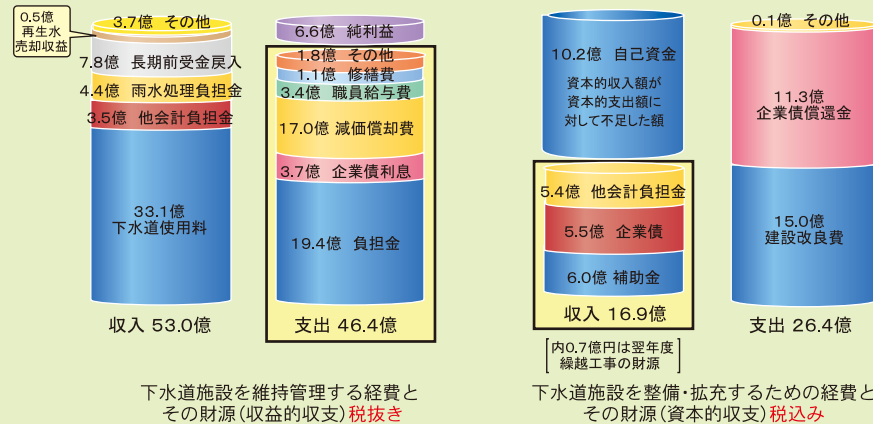 0.5億
再生水
売却収益
3.7億 その他
7.8億 長期前受金戻入
4.4億 雨水処理負担金
3.5億 他会計負担金
33.1億
下水道使用料
収入 53.0億
6.6億 純利益
1.8億 その他
1.1億 修繕費
3.4億 職員給与費
17.0億 減価償却費
3.7億 企業債利息
19.4億 負担金
支出 46.4億
下水道施設を維持管理する経費と
その財源(収益的収支)税抜き
10.2億 自己資金
資本的収入額が
資本的支出額に
対して不足した額
5.4億 他会計負担金
5.5億 企業債
6.0億 補助金
収入 16.9億
[内0.7億円は翌年度
繰越工事の財源]
0.1億 その他
11.3億
企業債償還金
15.0億
建設改良費
支出 26.4億
下水道施設を整備・拡充するための経費と
その財源(資本的収支)税込み